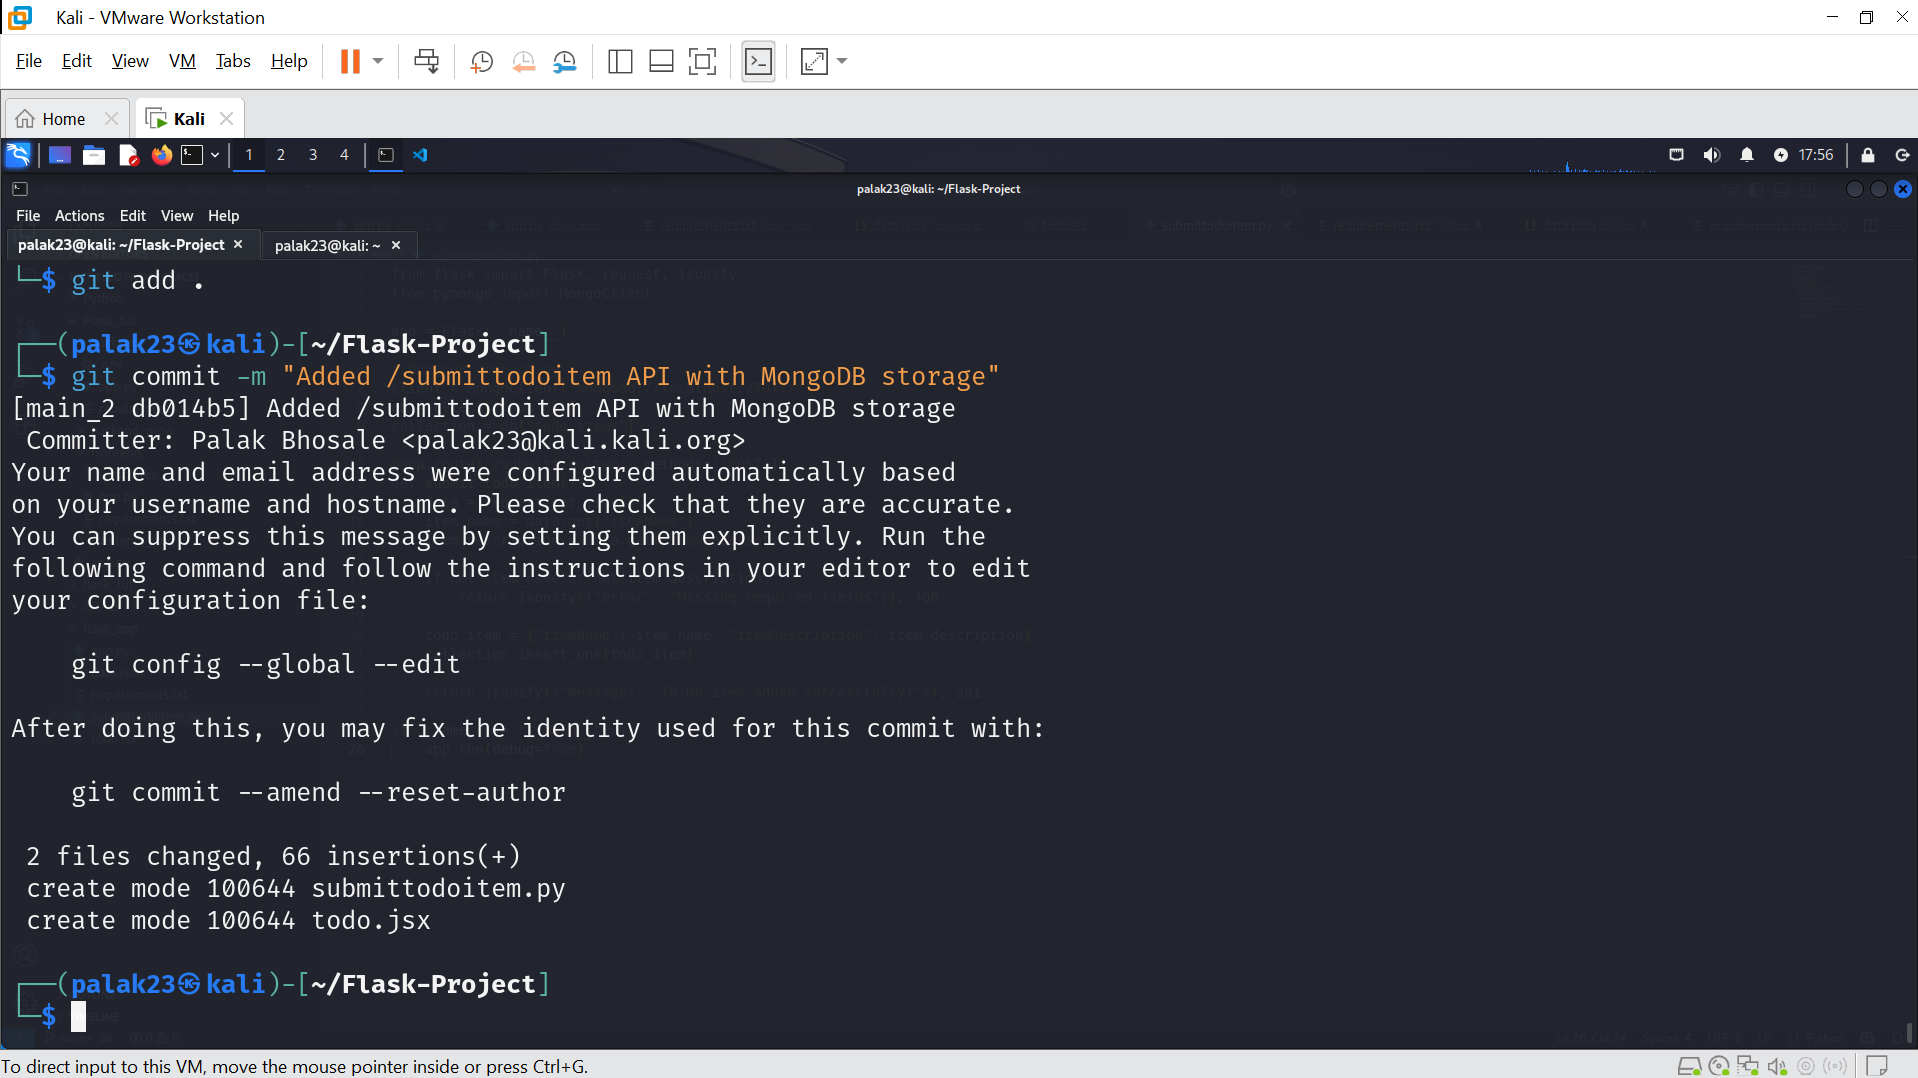 Kali - VMware Workstation
File Edit View VM Tabs Help
Home Kali
1 2 3 4 17:56
palak23@kali: ~/Flask-Project
File Actions Edit View Help
palak23@kali: ~/Flask-Project palak23@kali: ~
└─$ git add .
┌──(palak23㉿kali)-[~/Flask-Project]
└─$ git commit -m "Added /submittodoitem API with MongoDB storage"
[main_2 db014b5] Added /submittodoitem API with MongoDB storage
Committer: Palak Bhosale <palak23@kali.kali.org>
Your name and email address were configured automatically based
on your username and hostname. Please check that they are accurate.
You can suppress this message by setting them explicitly. Run the
following command and follow the instructions in your editor to edit
your configuration file:
git config --global --edit
After doing this, you may fix the identity used for this commit with:
git commit --amend --reset-author
2 files changed, 66 insertions(+)
create mode 100644 submittodoitem.py
create mode 100644 todo.jsx
┌──(palak23㉿kali)-[~/Flask-Project]
└─$
To direct input to this VM, move the mouse pointer inside or press Ctrl+G.